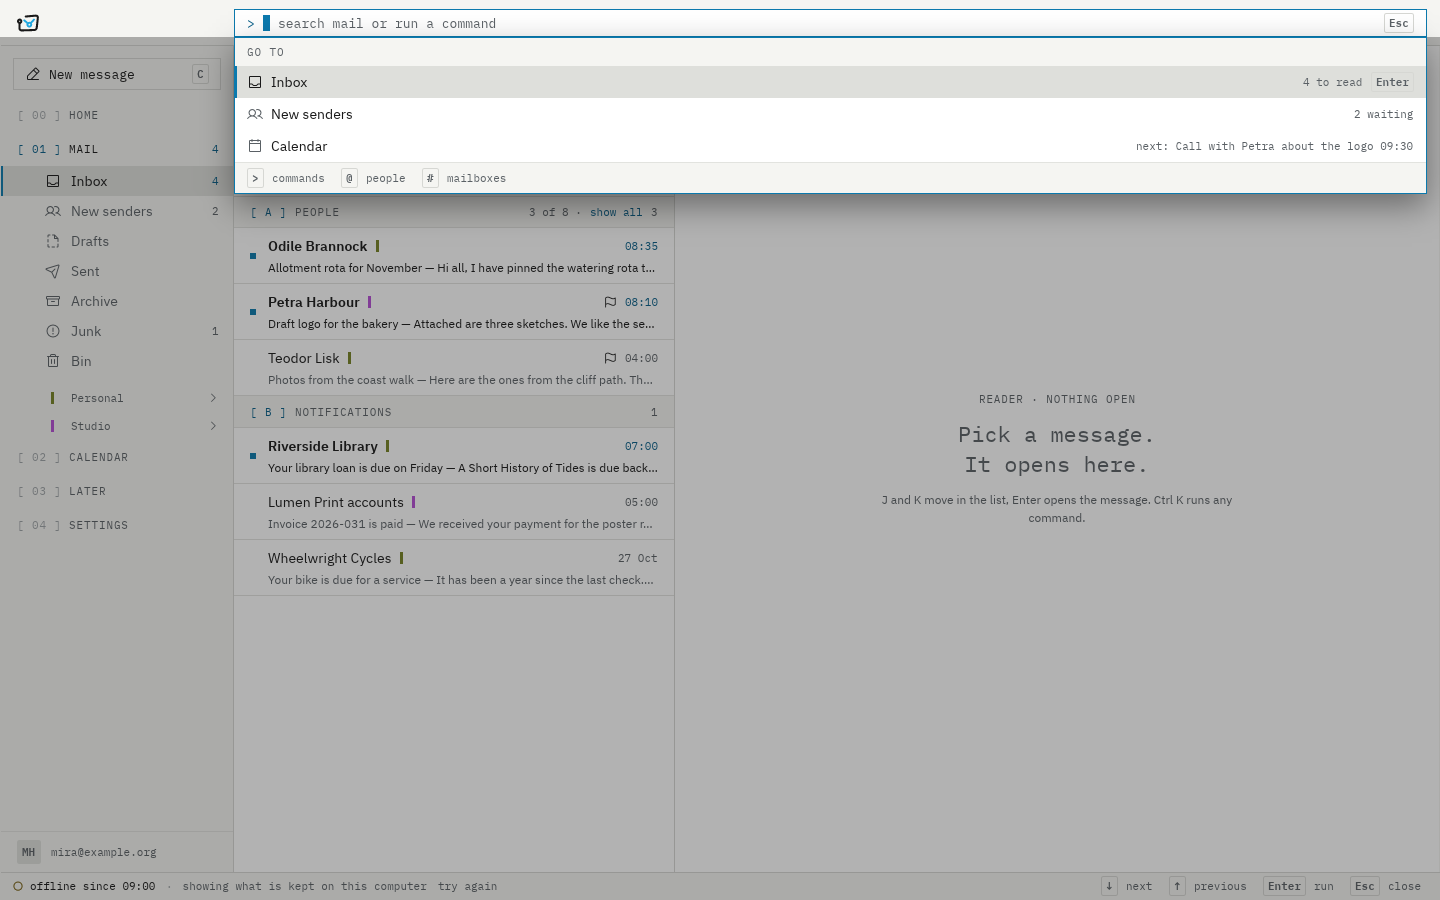 > search mail or run a command Esc
GO TO
Inbox 4 to read Enter
New senders 2 waiting
Calendar next: Call with Petra about the logo 09:30
> commands @ people # mailboxes
New message C
[ 00 ] HOME
[ 01 ] MAIL 4
Inbox 4
New senders 2
Drafts
Sent
Archive
Junk 1
Bin
Personal
Studio
[ 02 ] CALENDAR
[ 03 ] LATER
[ 04 ] SETTINGS
MH mira@example.org
[ A ] PEOPLE 3 of 8 · show all 3
Odile Brannock 08:35
Allotment rota for November — Hi all, I have pinned the watering rota t...
Petra Harbour 08:10
Draft logo for the bakery — Attached are three sketches. We like the se...
Teodor Lisk 04:00
Photos from the coast walk — Here are the ones from the cliff path. Th...
[ B ] NOTIFICATIONS 1
Riverside Library 07:00
Your library loan is due on Friday — A Short History of Tides is due back...
Lumen Print accounts 05:00
Invoice 2026-031 is paid — We received your payment for the poster r...
Wheelwright Cycles 27 Oct
Your bike is due for a service — It has been a year since the last check....
READER · NOTHING OPEN
Pick a message.
It opens here.
J and K move in the list, Enter opens the message. Ctrl K runs any
command.
offline since 09:00 · showing what is kept on this computer try again
↓ next ↑ previous Enter run Esc close